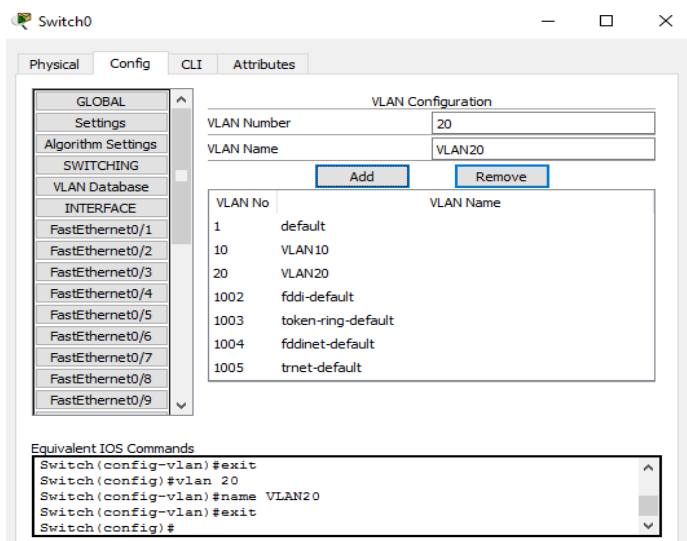 Switch0
Physical Config CLI Attributes
GLOBAL
Settings
Algorithm Settings
SWITCHING
VLAN Database
INTERFACE
FastEthernet0/1
FastEthernet0/2
FastEthernet0/3
FastEthernet0/4
FastEthernet0/5
FastEthernet0/6
FastEthernet0/7
FastEthernet0/8
FastEthernet0/9
VLAN Configuration
VLAN Number 20
VLAN Name VLAN20
Add Remove
VLAN No VLAN Name
1 default
10 VLAN10
20 VLAN20
1002 fddi-default
1003 token-ring-default
1004 fddinet-default
1005 trnet-default
Equivalent IOS Commands
Switch(config-vlan)#exit
Switch(config)#vlan 20
Switch(config-vlan)#name VLAN20
Switch(config-vlan)#exit
Switch(config)#